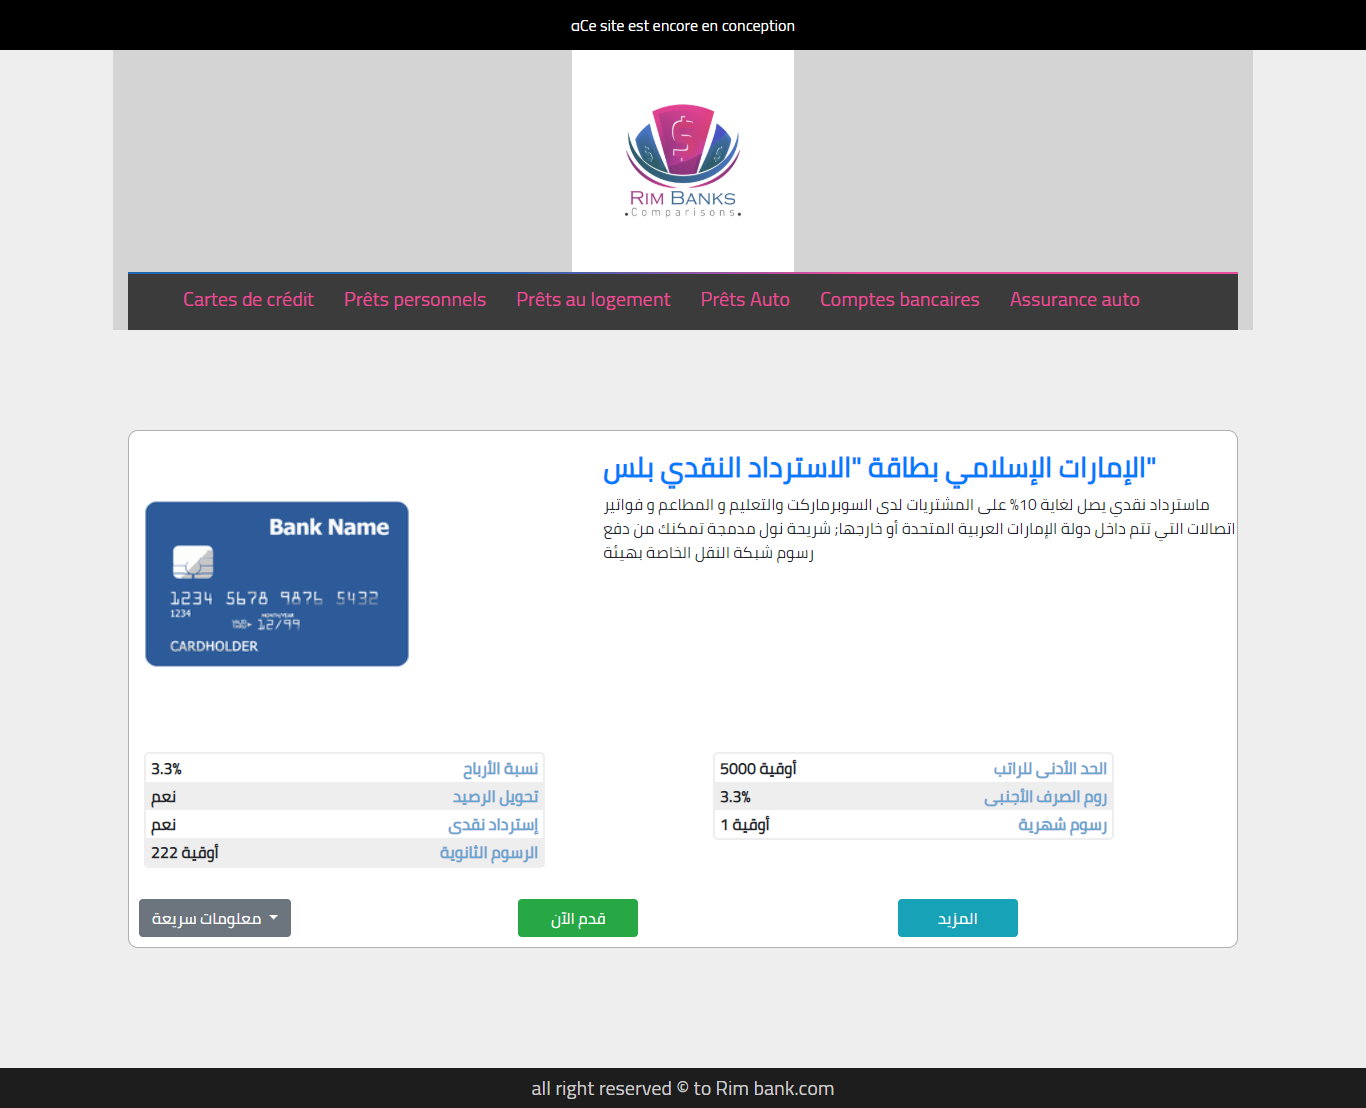 aCe site est encore en conception
RIM BANKS
.Comparisons.
Cartes de crédit Prêts personnels Prêts au logement Prêts Auto Comptes bancaires Assurance auto
الإمارات الإسلامي بطاقة "الاسترداد النقدي بلس"
ماسترداد نقدي يصل لغاية 10% على المشتريات لدى السوبرماركت والتعليم و المطاعم و فواتير
اتصالات التي تتم داخل دولة الإمارات العربية المتحدة أو خارجها; شريحة نول مدمجة تمكنك من دفع
رسوم شبكة النقل الخاصة بهيئة
Bank Name
1234 5678 9876 5432
1234
MONTH/YEAR
12/99
CARDHOLDER
نسبة الأرباح 3.3%
تحويل الرصيد نعم
إسترداد نقدى نعم
الرسوم الثانوية 222 أوقية
الحد الأدنى للراتب 5000 أوقية
روم الصرف الأجنبى 3.3%
رسوم شهرية 1 أوقية
معلومات سريعة
قدم الآن
المزيد
all right reserved © to Rim bank.com